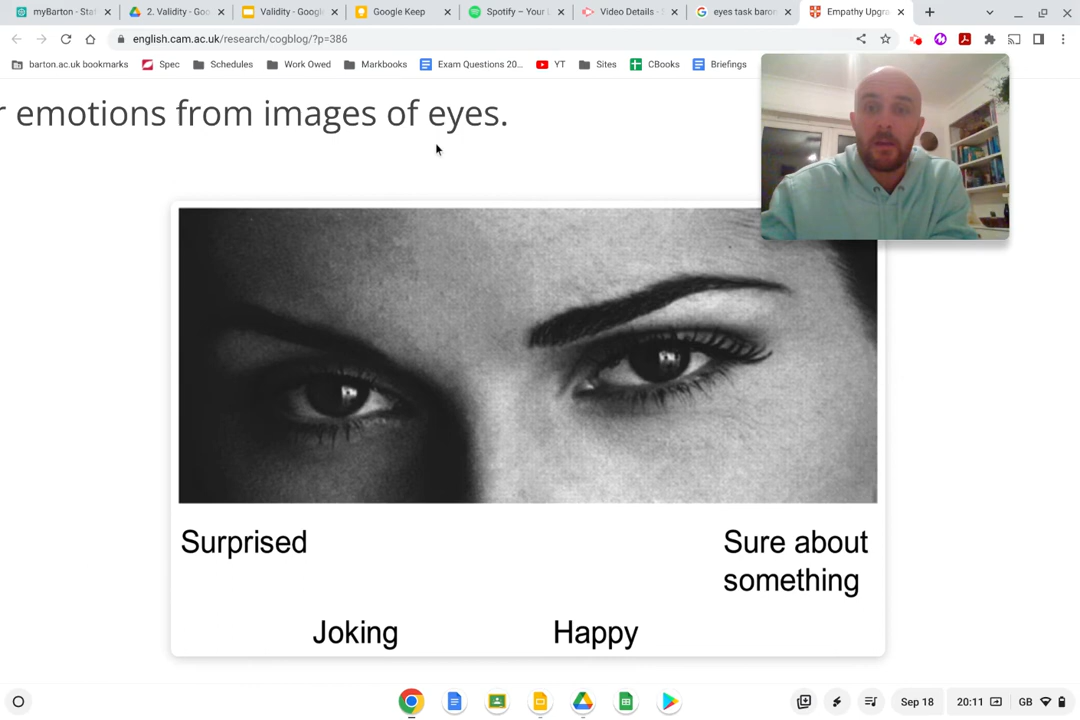 myBarton - Sta
2. Validity - Goo
Validity - Googl
Google Keep
Spotify – Your L
Video Details - S
eyes task baron
Empathy Upgra
english.cam.ac.uk/research/cogblog/?p=386
barton.ac.uk bookmarks
Spec
Schedules
Work Owed
Markbooks
Exam Questions 20...
YT
Sites
CBooks
Briefings
r emotions from images of eyes.
Surprised
Sure about
something
Joking
Happy
Sep 18
20:11
GB